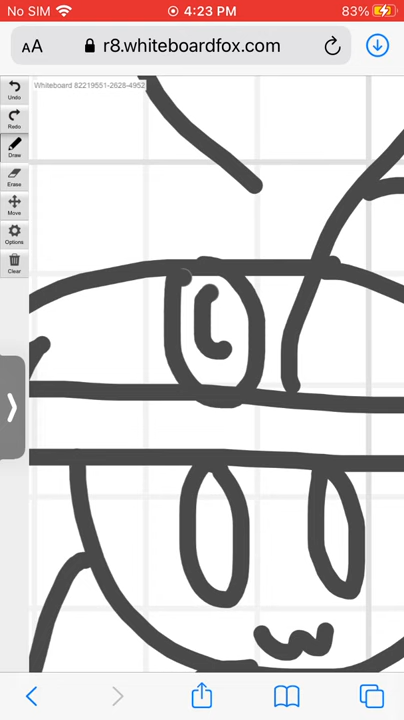 No SIM 4:23 PM 83%
AA r8.whiteboardfox.com
Whiteboard 82219551-2628-4952
Undo
Redo
Draw
Erase
Move
Options
Clear